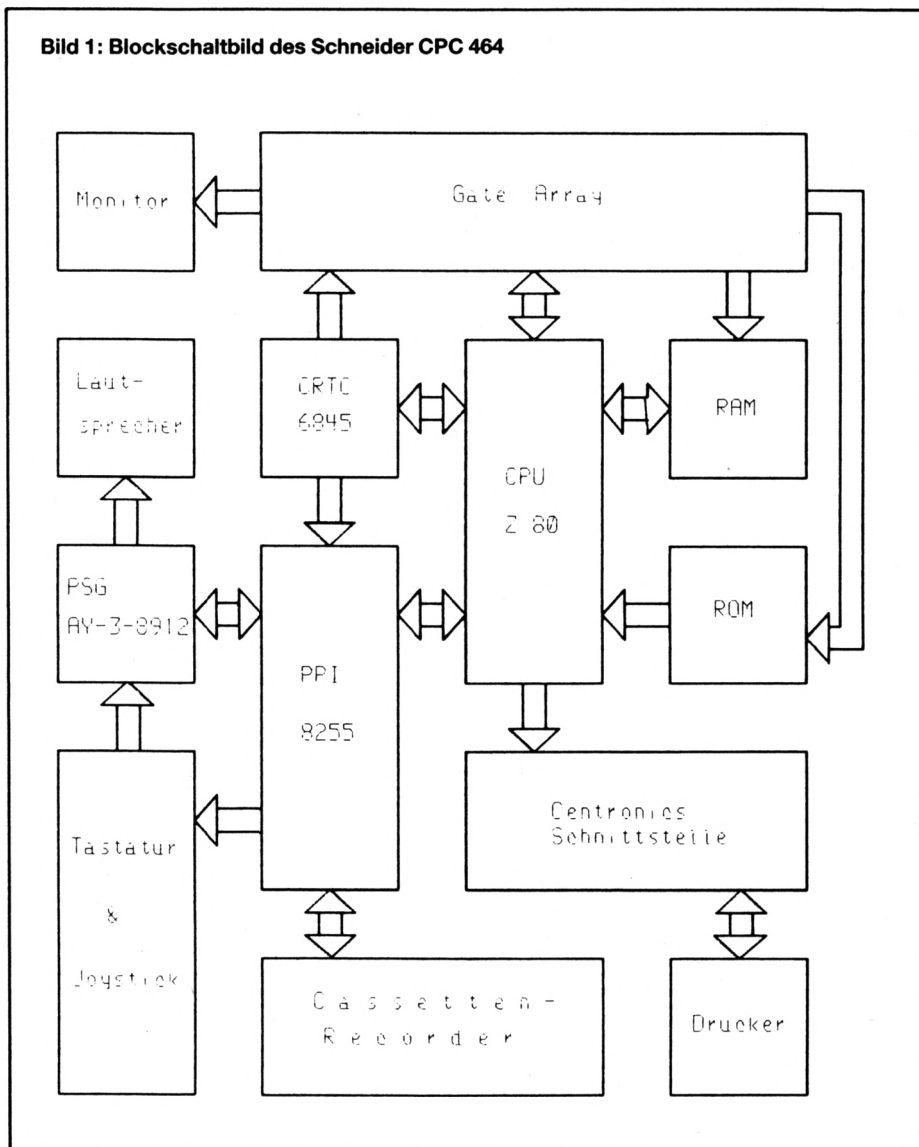 Bild 1: Blockschaltbild des Schneider CPC 464
Monitor
Gate Array
Laut-
sprecher
CRTC
6845
CPU
Z 80
RAM
PSG
AY-3-8912
PPI
8255
ROM
Tastatur
&
Joystick
Centronics
Schnittstelle
Cassetten-
Recorder
Drucker